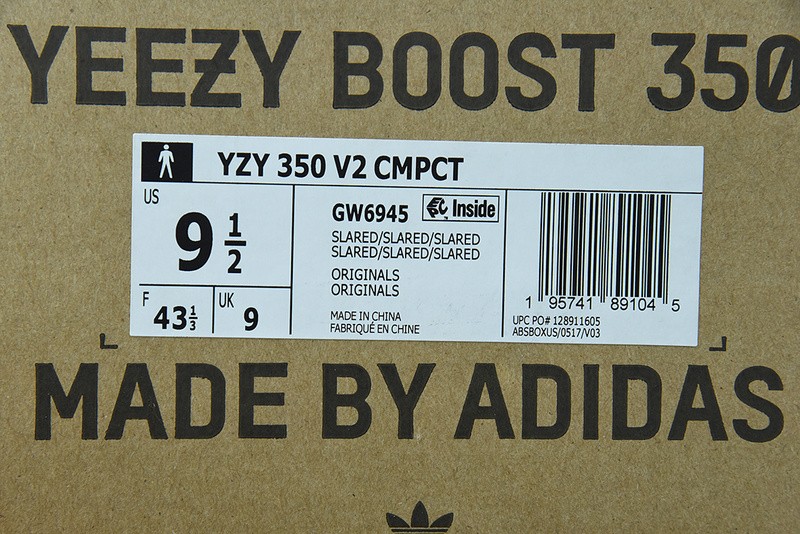 YEEZY BOOST 350
YZY 350 V2 CMPCT
US
9 1/2
F
43 1/3
UK
9
GW6945
Inside
SLARED/SLARED/SLARED
SLARED/SLARED/SLARED
ORIGINALS
ORIGINALS
MADE IN CHINA
FABRIQUÉ EN CHINE
1 95741 89104 5
UPC PO# 128911605
ABSBOXUS/0517/V03
MADE BY ADIDAS